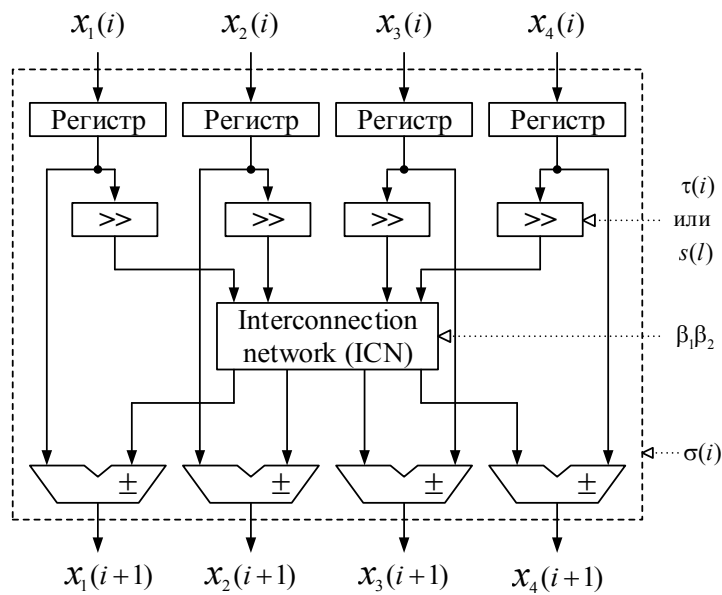 x₁(i) x₂(i) x₃(i) x₄(i)
Регистр Регистр Регистр Регистр
τ(i)
или
s(l)
>> >> >> >>
Interconnection
network (ICN)
β₁β₂
σ(i)
± ± ± ±
x₁(i+1) x₂(i+1) x₃(i+1) x₄(i+1)